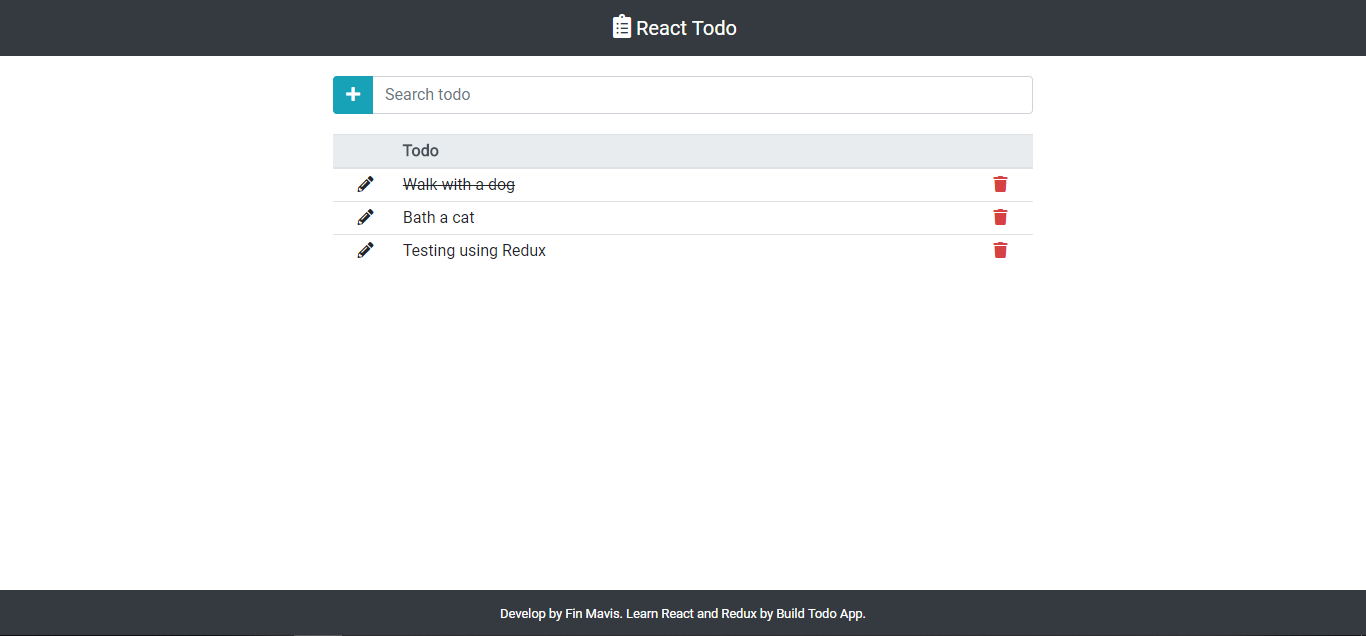 React Todo
Search todo
Todo
Walk with a dog
Bath a cat
Testing using Redux
Develop by Fin Mavis. Learn React and Redux by Build Todo App.